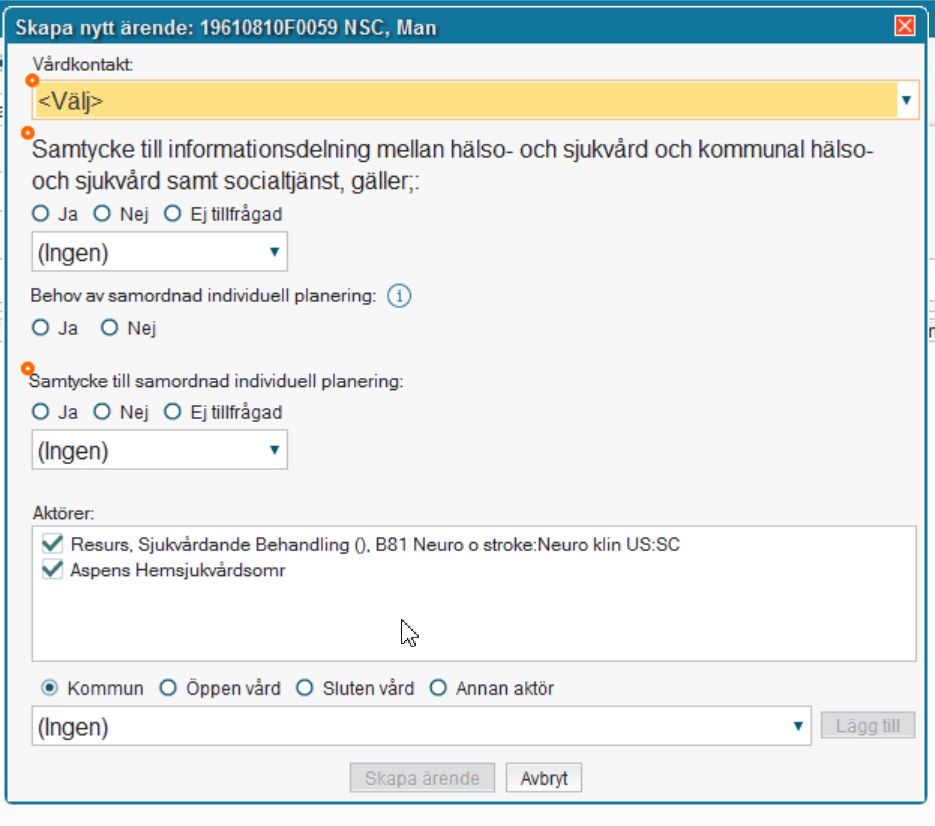 Skapa nytt ärende: 19610810F0059 NSC, Man
Vårdkontakt:
<Välj>
Samtycke till informationsdelning mellan hälso- och sjukvård och kommunal hälso-
och sjukvård samt socialtjänst, gäller;:
Ja Nej Ej tillfrågad
(Ingen)
Behov av samordnad individuell planering:
Ja Nej
Samtycke till samordnad individuell planering:
Ja Nej Ej tillfrågad
(Ingen)
Aktörer:
Resurs, Sjukvårdande Behandling (), B81 Neuro o stroke:Neuro klin US:SC
Aspens Hemsjukvårdsomr
Kommun Öppen vård Sluten vård Annan aktör
(Ingen) Lägg till
Skapa ärende Avbryt